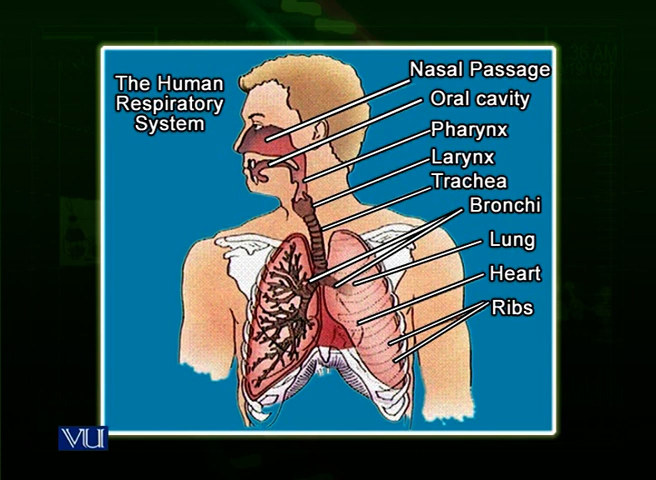 The Human
Respiratory
System
Nasal Passage
Oral cavity
Pharynx
Larynx
Trachea
Bronchi
Lung
Heart
Ribs
VU